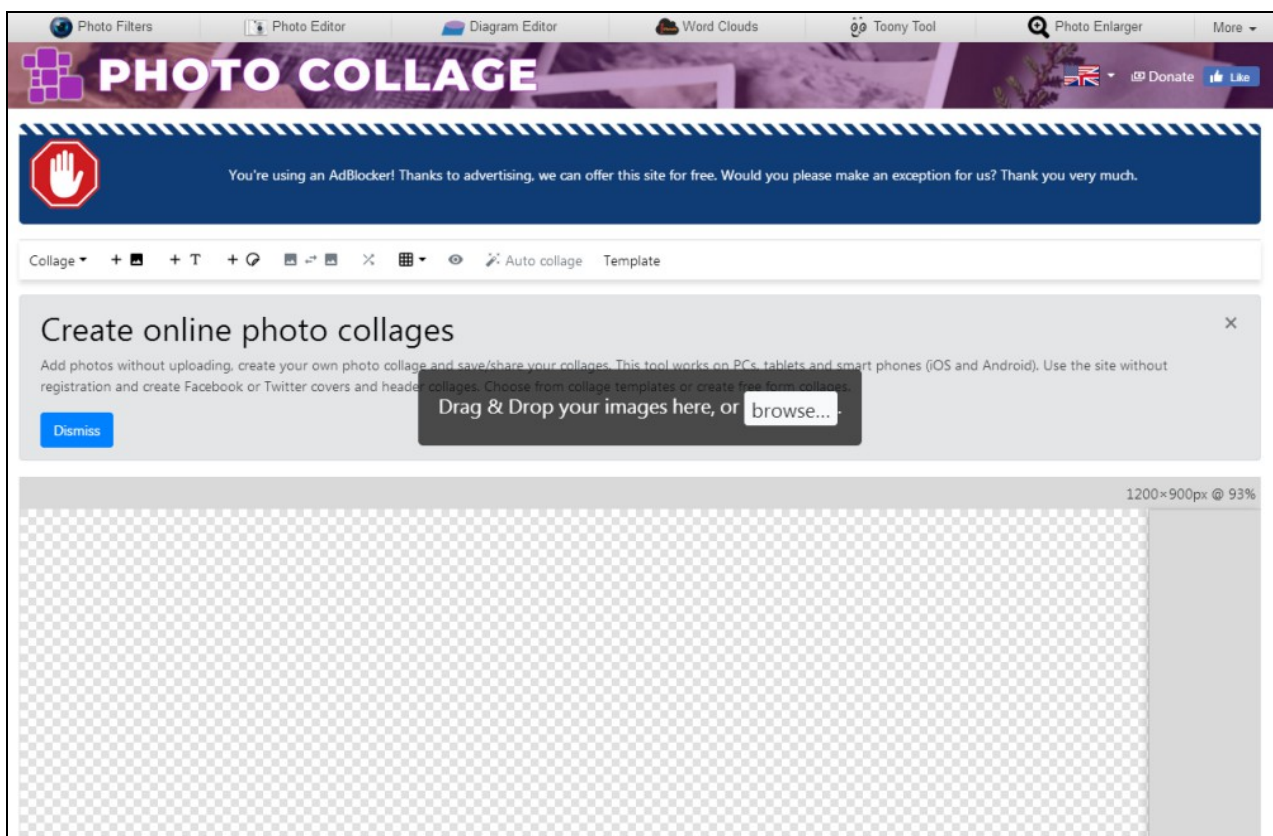 Photo Filters Photo Editor Diagram Editor Word Clouds Toony Tool Photo Enlarger More
PHOTO COLLAGE
Donate Like
You're using an AdBlocker! Thanks to advertising, we can offer this site for free. Would you please make an exception for us? Thank you very much.
Collage + + T + Auto collage Template
Create online photo collages ×
Add photos without uploading, create your own photo collage and save/share your collages. This tool works on PCs, tablets and smart phones (iOS and Android). Use the site without
registration and create Facebook or Twitter covers and header collages. Choose from collage templates or create free form collages.
Drag & Drop your images here, or browse... .
Dismiss
1200×900px @ 93%